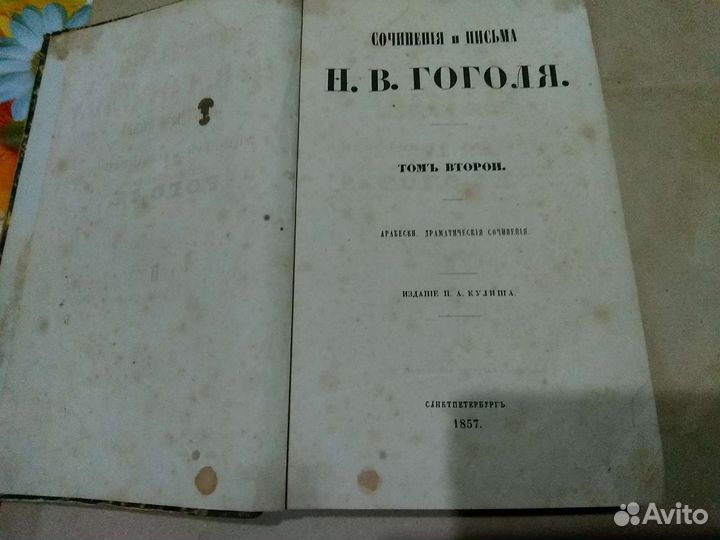 СОЧИНЕНІЯ и ПИСЬМА
Н. В. ГОГОЛЯ.
ТОМЪ ВТОРОЙ.
АРАБЕСКИ. ДРАМАТИЧЕСКІЯ СОЧИНЕНІЯ.
ИЗДАНІЕ П. А. КУЛИША.
САНКТПЕТЕРБУРГЪ
1857.
Avito